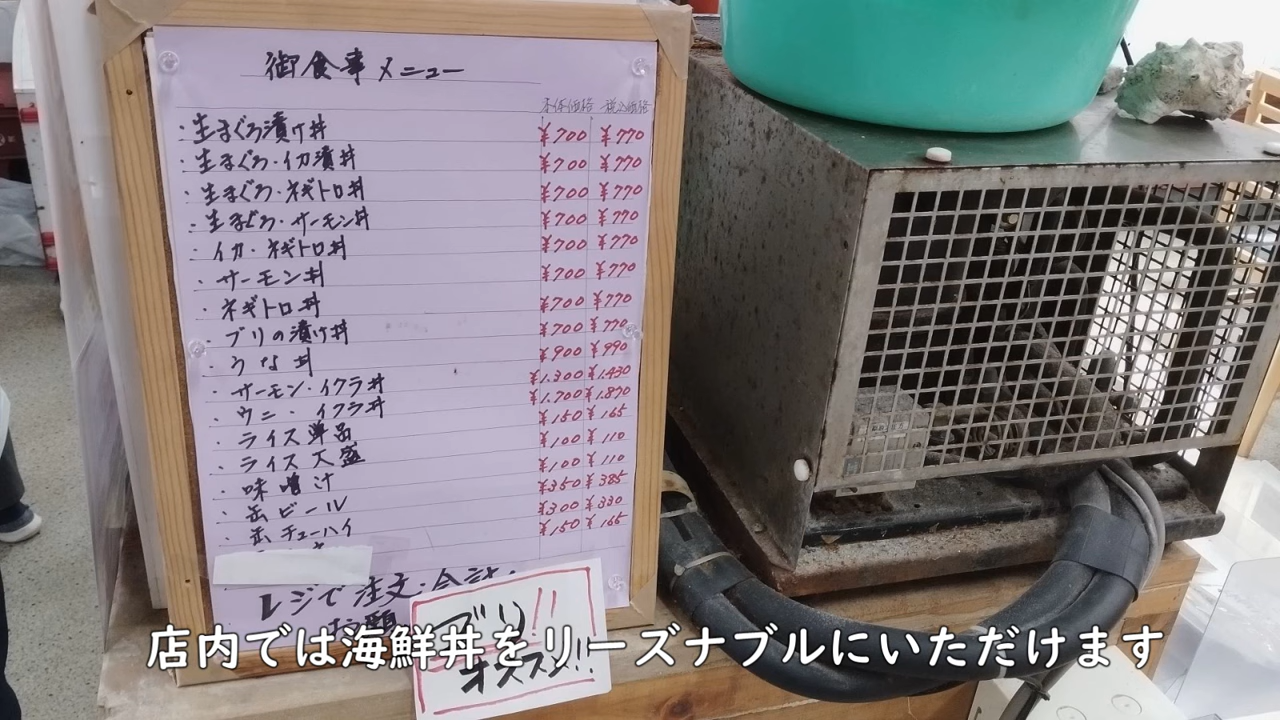 御食事メニュー
本体価格 税込価格
・生まぐろ漬け丼 ¥700 ¥770
・生まぐろ・イカ漬丼 ¥700 ¥770
・生まぐろ・ネギトロ丼 ¥700 ¥770
・生まぐろ・サーモン丼 ¥700 ¥770
・イカ・ネギトロ丼 ¥700 ¥770
・サーモン丼 ¥700 ¥770
・ネギトロ丼 ¥700 ¥770
・ブリの漬け丼 ¥700 ¥770
・うな丼 ¥900 ¥990
・サーモン・イクラ丼 ¥1.300 ¥1.430
・ウニ・イクラ丼 ¥1.700 ¥1.870
・ライス単品 ¥150 ¥165
・ライス大盛 ¥100 ¥110
・味噌汁 ¥100 ¥110
・缶ビール ¥350 ¥385
・缶チューハイ ¥300 ¥330
¥150 ¥165
レジで注文・会計
お願
ブリ!!
オススメ!!
店内では海鮮丼をリーズナブルにいただけます